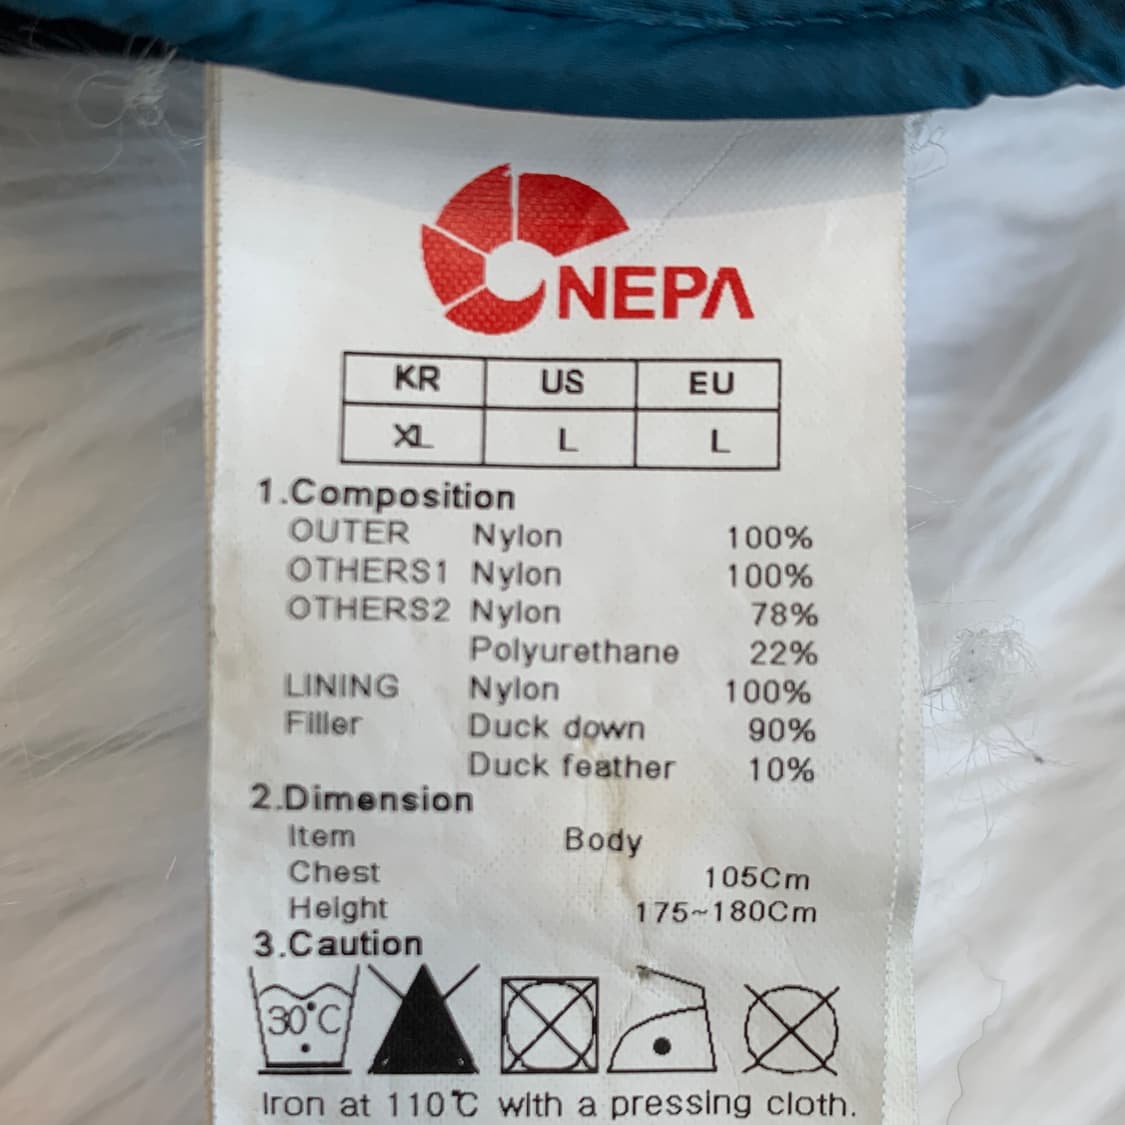 NEPA
KR US EU
XL L L
1.Composition
OUTER Nylon 100%
OTHERS1 Nylon 100%
OTHERS2 Nylon 78%
Polyurethane 22%
LINING Nylon 100%
Filler Duck down 90%
Duck feather 10%
2.Dimension
Item Body
Chest 105Cm
Height 175~180Cm
3.Caution
30°C
Iron at 110℃ with a pressing cloth.